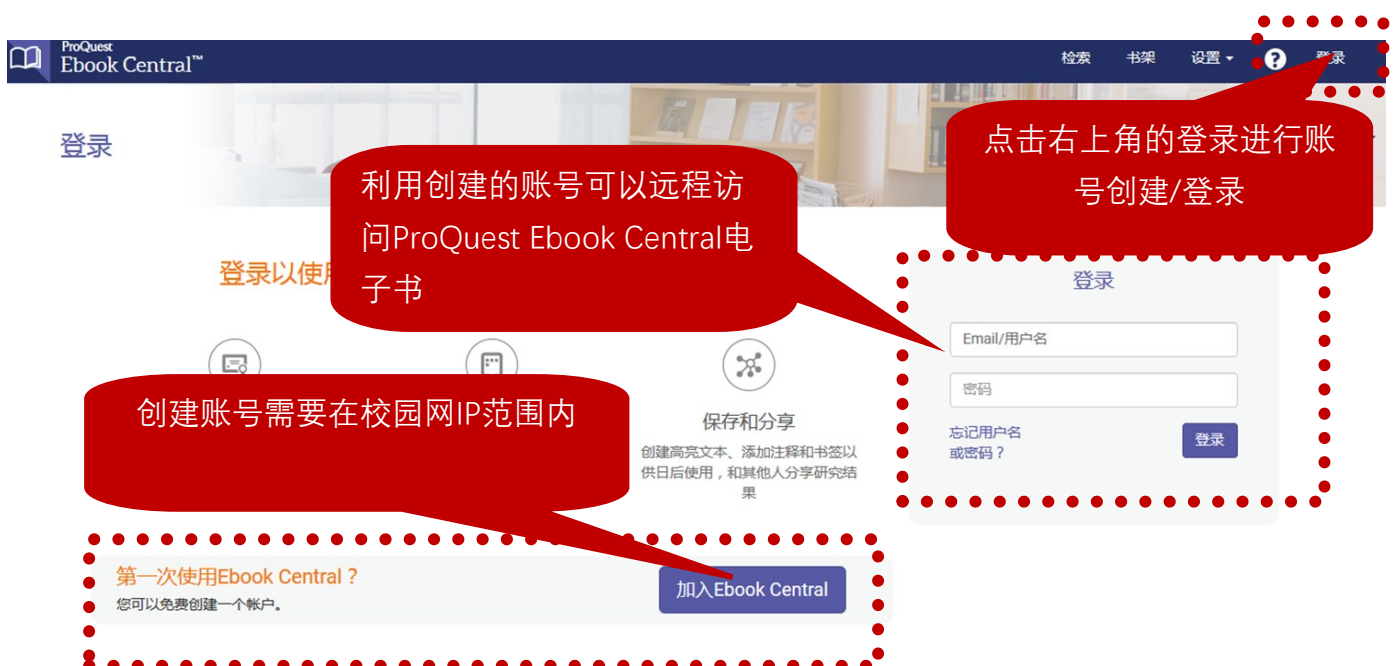 ProQuest
Ebook Central™
检索 书架 设置 ? 登录
点击右上角的登录进行账
号创建/登录
登录
利用创建的账号可以远程访
问ProQuest Ebook Central电
子书
登录以使
登录
Email/用户名
密码
忘记用户名
或密码？
登录
创建账号需要在校园网IP范围内
保存和分享
创建高亮文本、添加注释和书签以
供日后使用，和其他人分享研究结
果
第一次使用Ebook Central？
您可以免费创建一个帐户。
加入Ebook Central